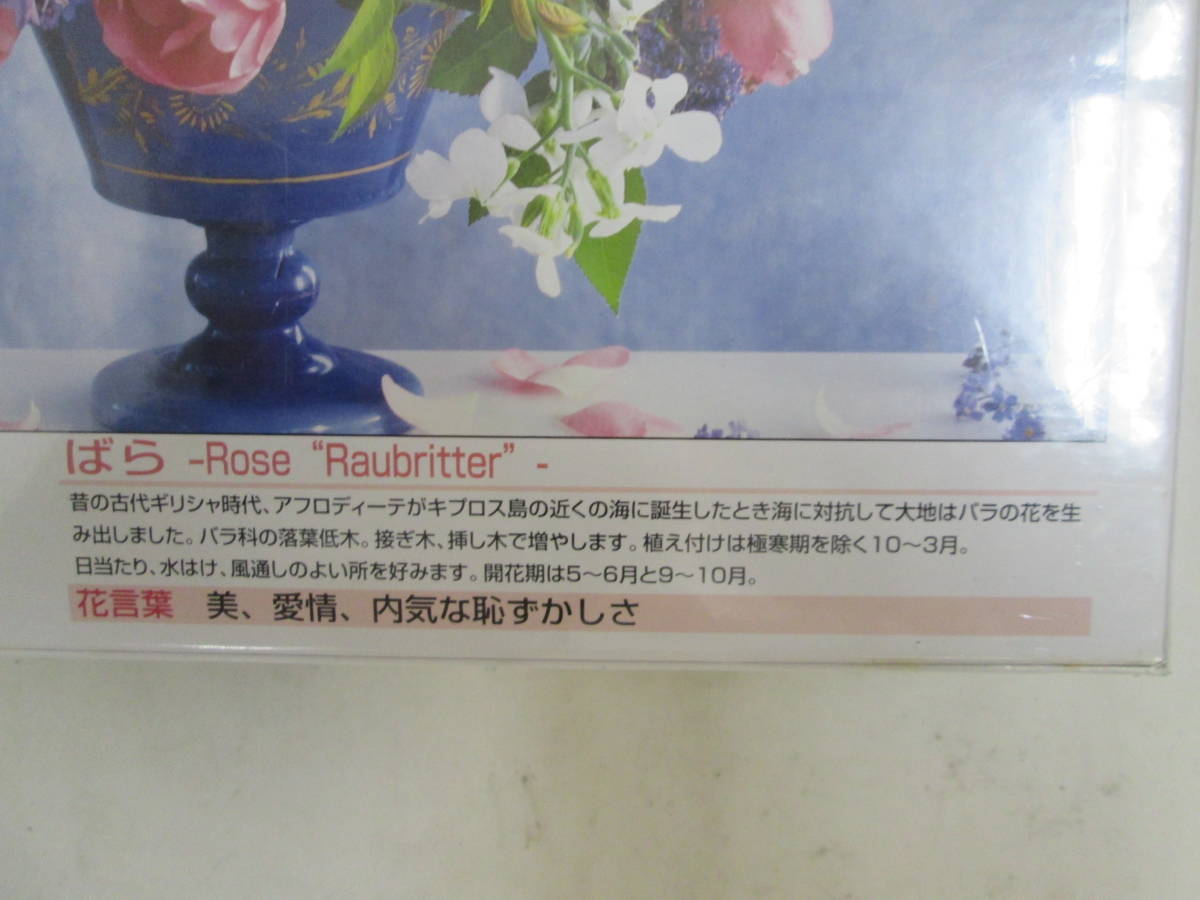 ばら -Rose “Raubritter” -
昔の古代ギリシャ時代、アフロディーテがキプロス島の近くの海に誕生したとき海に対抗して大地はバラの花を生
み出しました。バラ科の落葉低木。接ぎ木、挿し木で増やします。植え付けは極寒期を除く10～3月。
日当たり、水はけ、風通しのよい所を好みます。開花期は5～6月と9～10月。
花言葉 美、愛情、内気な恥ずかしさ